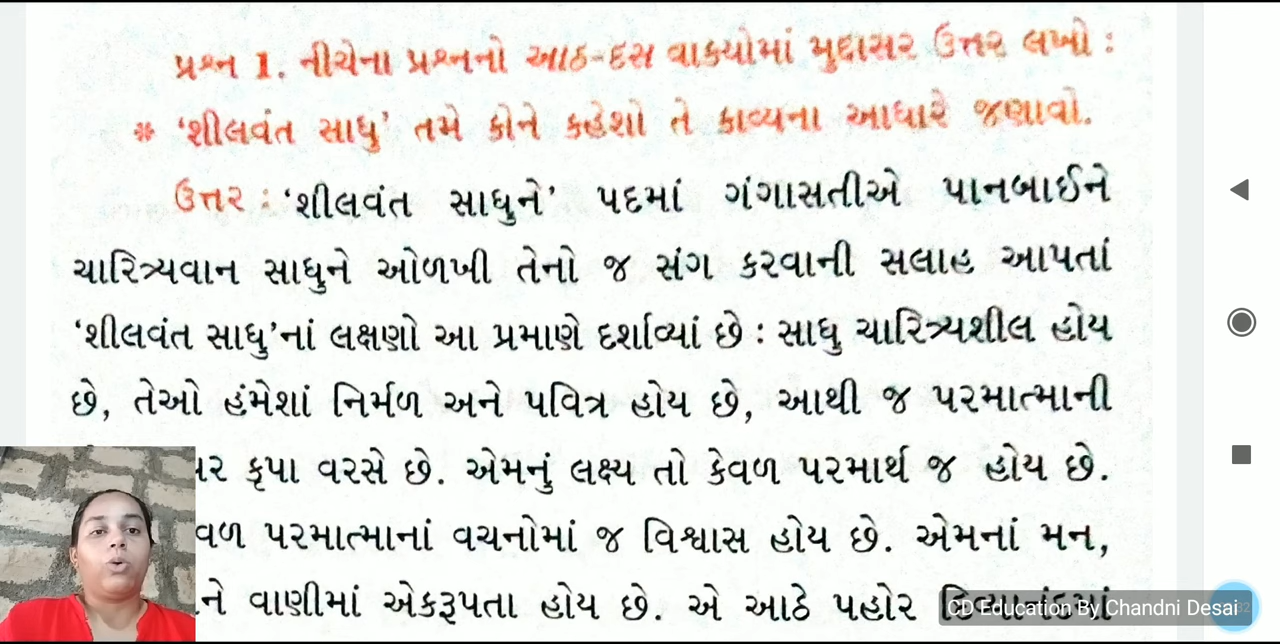 પ્રશ્ન 1. નીચેના પ્રશ્નનો આઠ-દસ વાક્યોમાં મુદ્દાસર ઉત્તર લખો :
* ‘શીલવંત સાધુ’ તમે કોને કહેશો તે કાવ્યના આધારે જણાવો.
ઉત્તર : ‘શીલવંત સાધુને’ પદમાં ગંગાસતીએ પાનબાઈને
ચારિત્ર્યવાન સાધુને ઓળખી તેનો જ સંગ કરવાની સલાહ આપતાં
‘શીલવંત સાધુ’નાં લક્ષણો આ પ્રમાણે દર્શાવ્યાં છે : સાધુ ચારિત્ર્યશીલ હોય
છે, તેઓ હંમેશાં નિર્મળ અને પવિત્ર હોય છે, આથી જ પરમાત્માની
પર કૃપા વરસે છે. એમનું લક્ષ્ય તો કેવળ પરમાર્થ જ હોય છે.
વળ પરમાત્માનાં વચનોમાં જ વિશ્વાસ હોય છે. એમનાં મન,
ને વાણીમાં એકરૂપતા હોય છે. એ આઠે પહોર દિવ્યાનંદમાં
CD Education By Chandni Desai